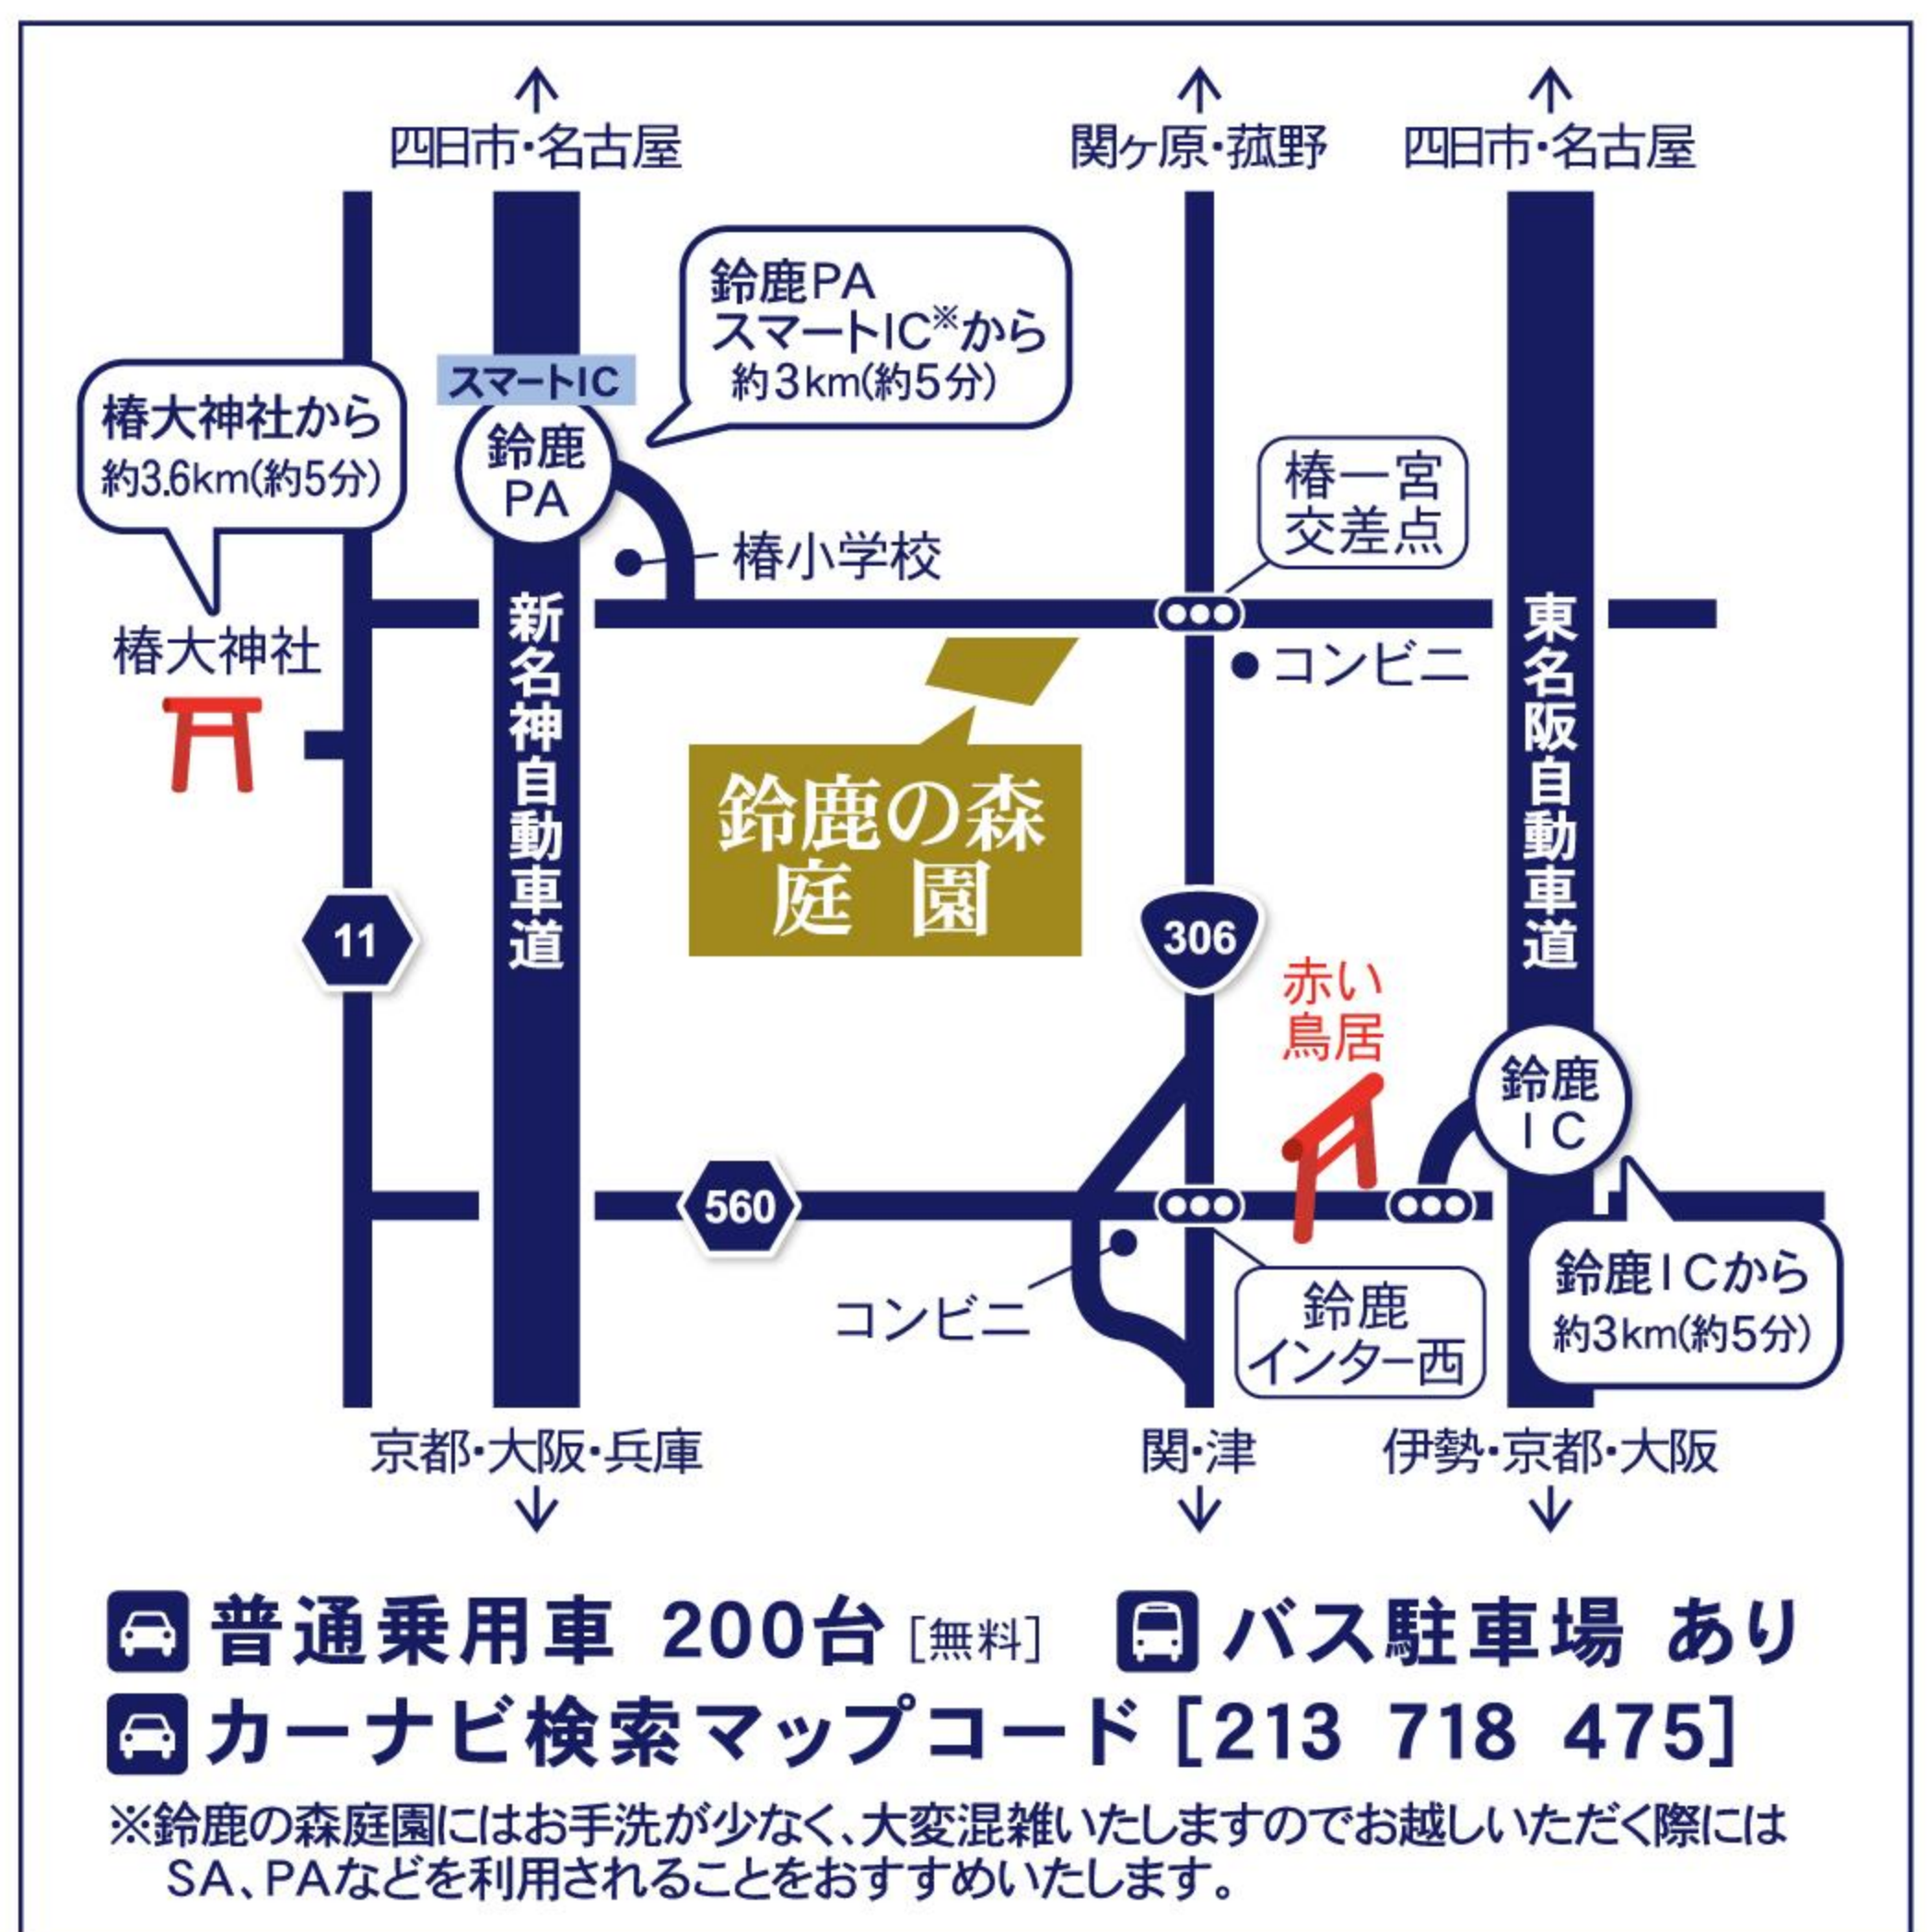 四日市・名古屋
関ヶ原・菰野
四日市・名古屋
鈴鹿PA
スマートIC※から
約3km(約5分)
スマートIC
鈴鹿
PA
椿大神社から
約3.6km(約5分)
椿一宮
交差点
椿小学校
椿大神社
コンビニ
新名神自動車道
東名阪自動車道
鈴鹿の森
庭 園
11
306
赤い
鳥居
鈴鹿
IC
560
鈴鹿ICから
約3km(約5分)
コンビニ
鈴鹿
インター西
京都・大阪・兵庫
関・津
伊勢・京都・大阪
普通乗用車 200台[無料]
バス駐車場 あり
カーナビ検索マップコード[213 718 475]
※鈴鹿の森庭園にはお手洗が少なく、大変混雑いたしますのでお越しいただく際には
SA、PAなどを利用されることをおすすめいたします。